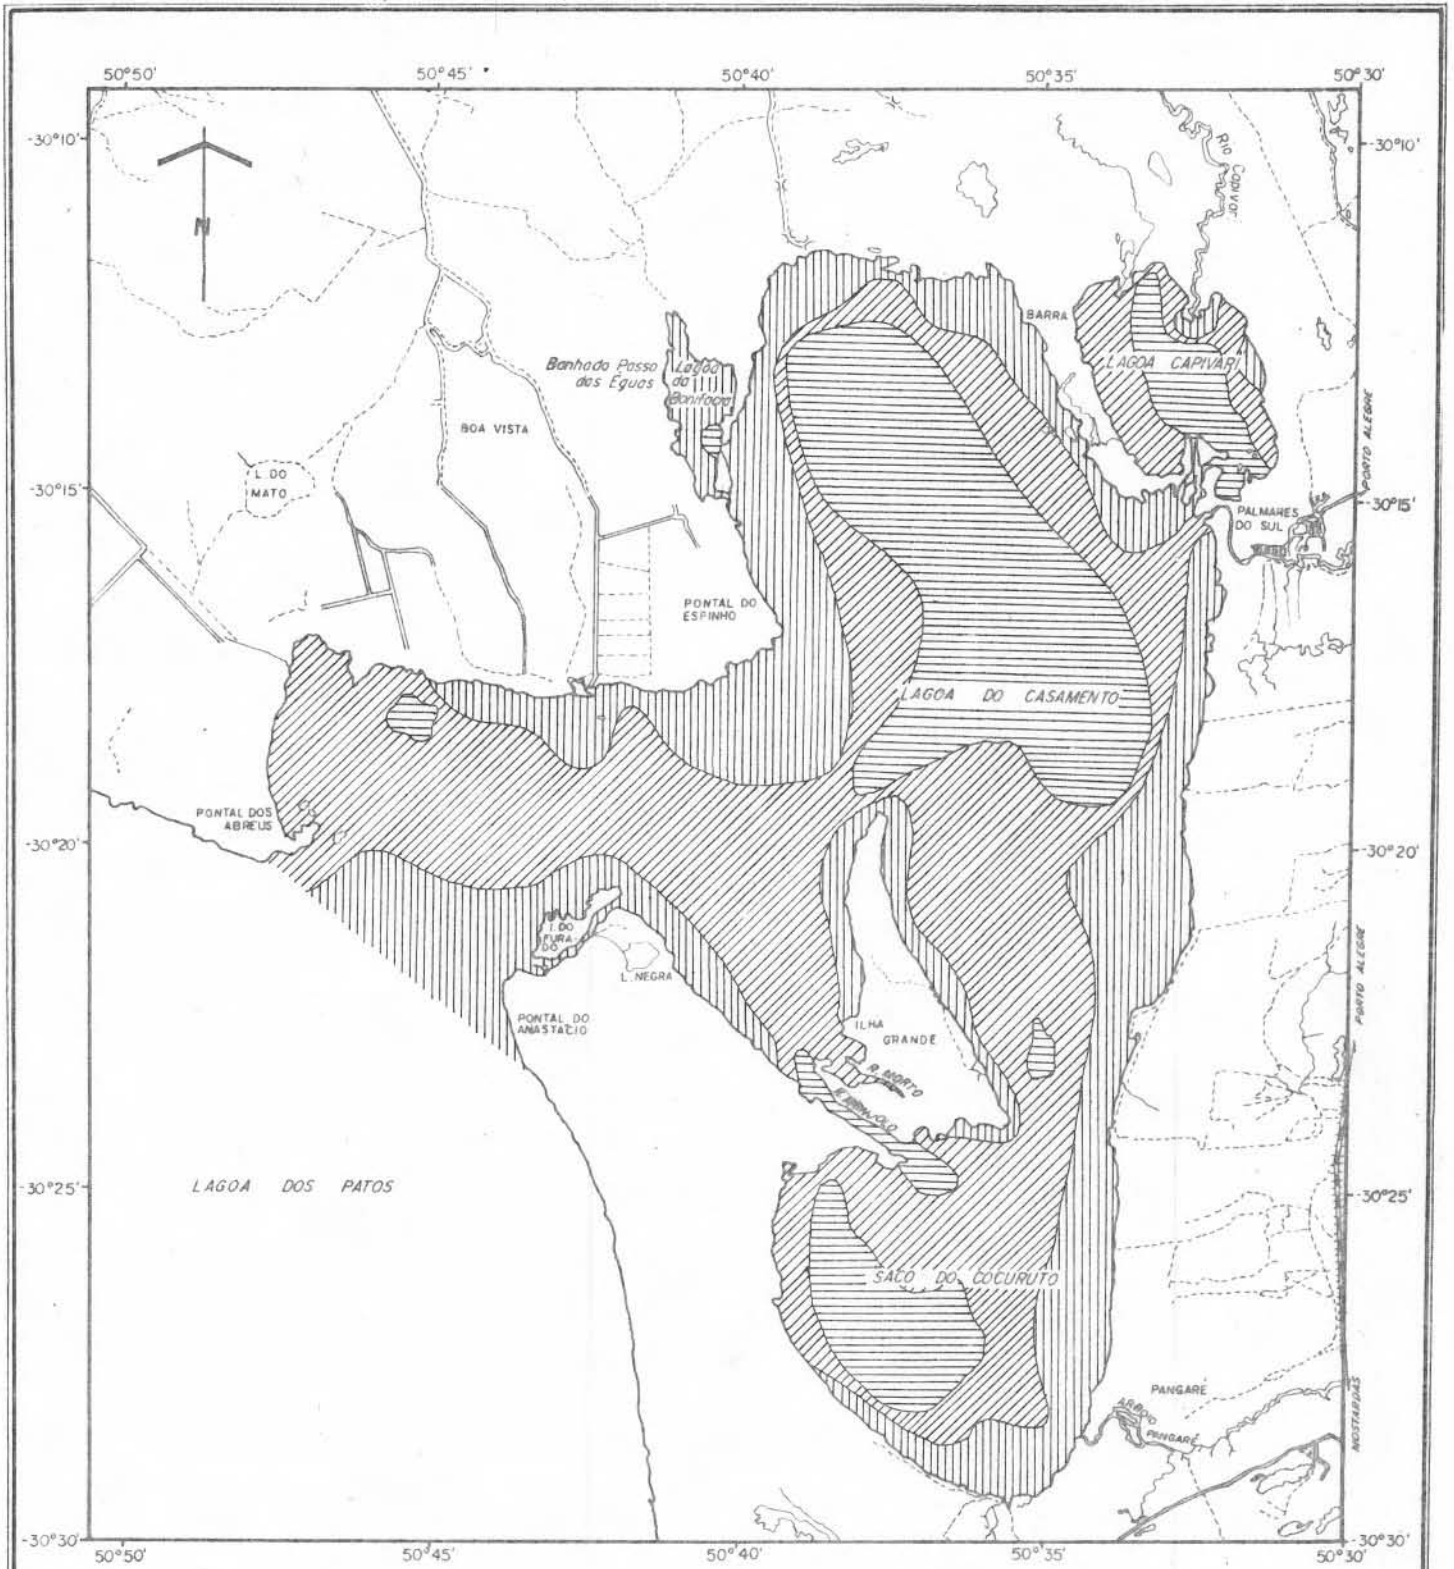 50°50'
50°45'
50°40'
50°35'
50°30'
30°10'
30°10'
RIO
N
BARRA
LAGOA CAPIVARI
Banhado Passo
das Éguas
Lagoa
da
BOA VISTA
PORTO ALEGRE
L. DO
MATO
30°15'
30°15'
PALMARES
DO SUL
PONTAL DO
ESPINHO
LAGOA DO CASAMENTO
PONTAL DOS
ABREUS
30°20'
30°20'
I. DO
FURA-
DO
L. NEGRA
PORTO ALEGRE
PONTAL DO
ANASTÁCIO
ILHA
GRANDE
R. MORTO
LAGOA DOS PATOS
30°25'
30°25'
SACO DO COCURUTO
PANGARÉ
ARROIO
PANGARÉ
MOSTARDAS
30°30'
30°30'
50°50'
50°45'
50°40'
50°35'
50°30'